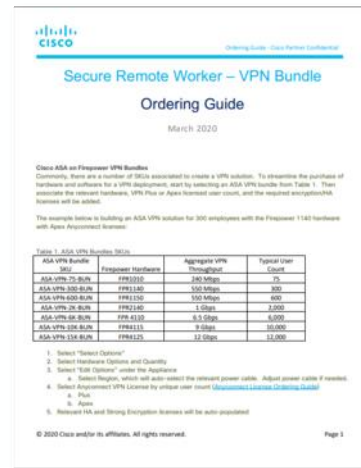 CISCO
Ordering Guide - Cisco Partner Confidential
Secure Remote Worker – VPN Bundle
Ordering Guide
March 2020
Cisco ASA on Firepower VPN Bundles
Commonly, there are a number of SKUs associated to create a VPN solution. To streamline the purchase of
hardware and software for a VPN deployment, start by selecting an ASA VPN bundle from Table 1. Then
associate the relevant hardware, VPN Plus or Apex licensed user count, and the required encryption/HA
licenses will be added.
The example below is building an ASA VPN solution for 300 employees with the Firepower 1140 hardware
with Apex Anyconnect licenses:
Table 1. ASA VPN Bundles SKUs
ASA VPN Bundle SKU Firepower Hardware Aggregate VPN Throughput Typical User Count
ASA-VPN-75-BUN FPR1010 240 Mbps 75
ASA-VPN-300-BUN FPR1140 550 Mbps 300
ASA-VPN-600-BUN FPR1150 550 Mbps 600
ASA-VPN-2K-BUN FPR2140 1 Gbps 2,000
ASA-VPN-6K-BUN FPR 4110 6.5 Gbps 6,000
ASA-VPN-10K-BUN FPR4115 9 Gbps 10,000
ASA-VPN-15K-BUN FPR4125 12 Gbps 12,000
1. Select "Select Options"
2. Select Hardware Options and Quantity
3. Select "Edit Options" under the Appliance
a. Select Region, which will auto-select the relevant power cable. Adjust power cable if needed.
4. Select Anyconnect VPN License by unique user count (Anyconnect License Ordering Guide)
a. Plus
b. Apex
5. Relevant HA and Strong Encryption licenses will be auto-populated
© 2020 Cisco and/or its affiliates. All rights reserved. Page 1